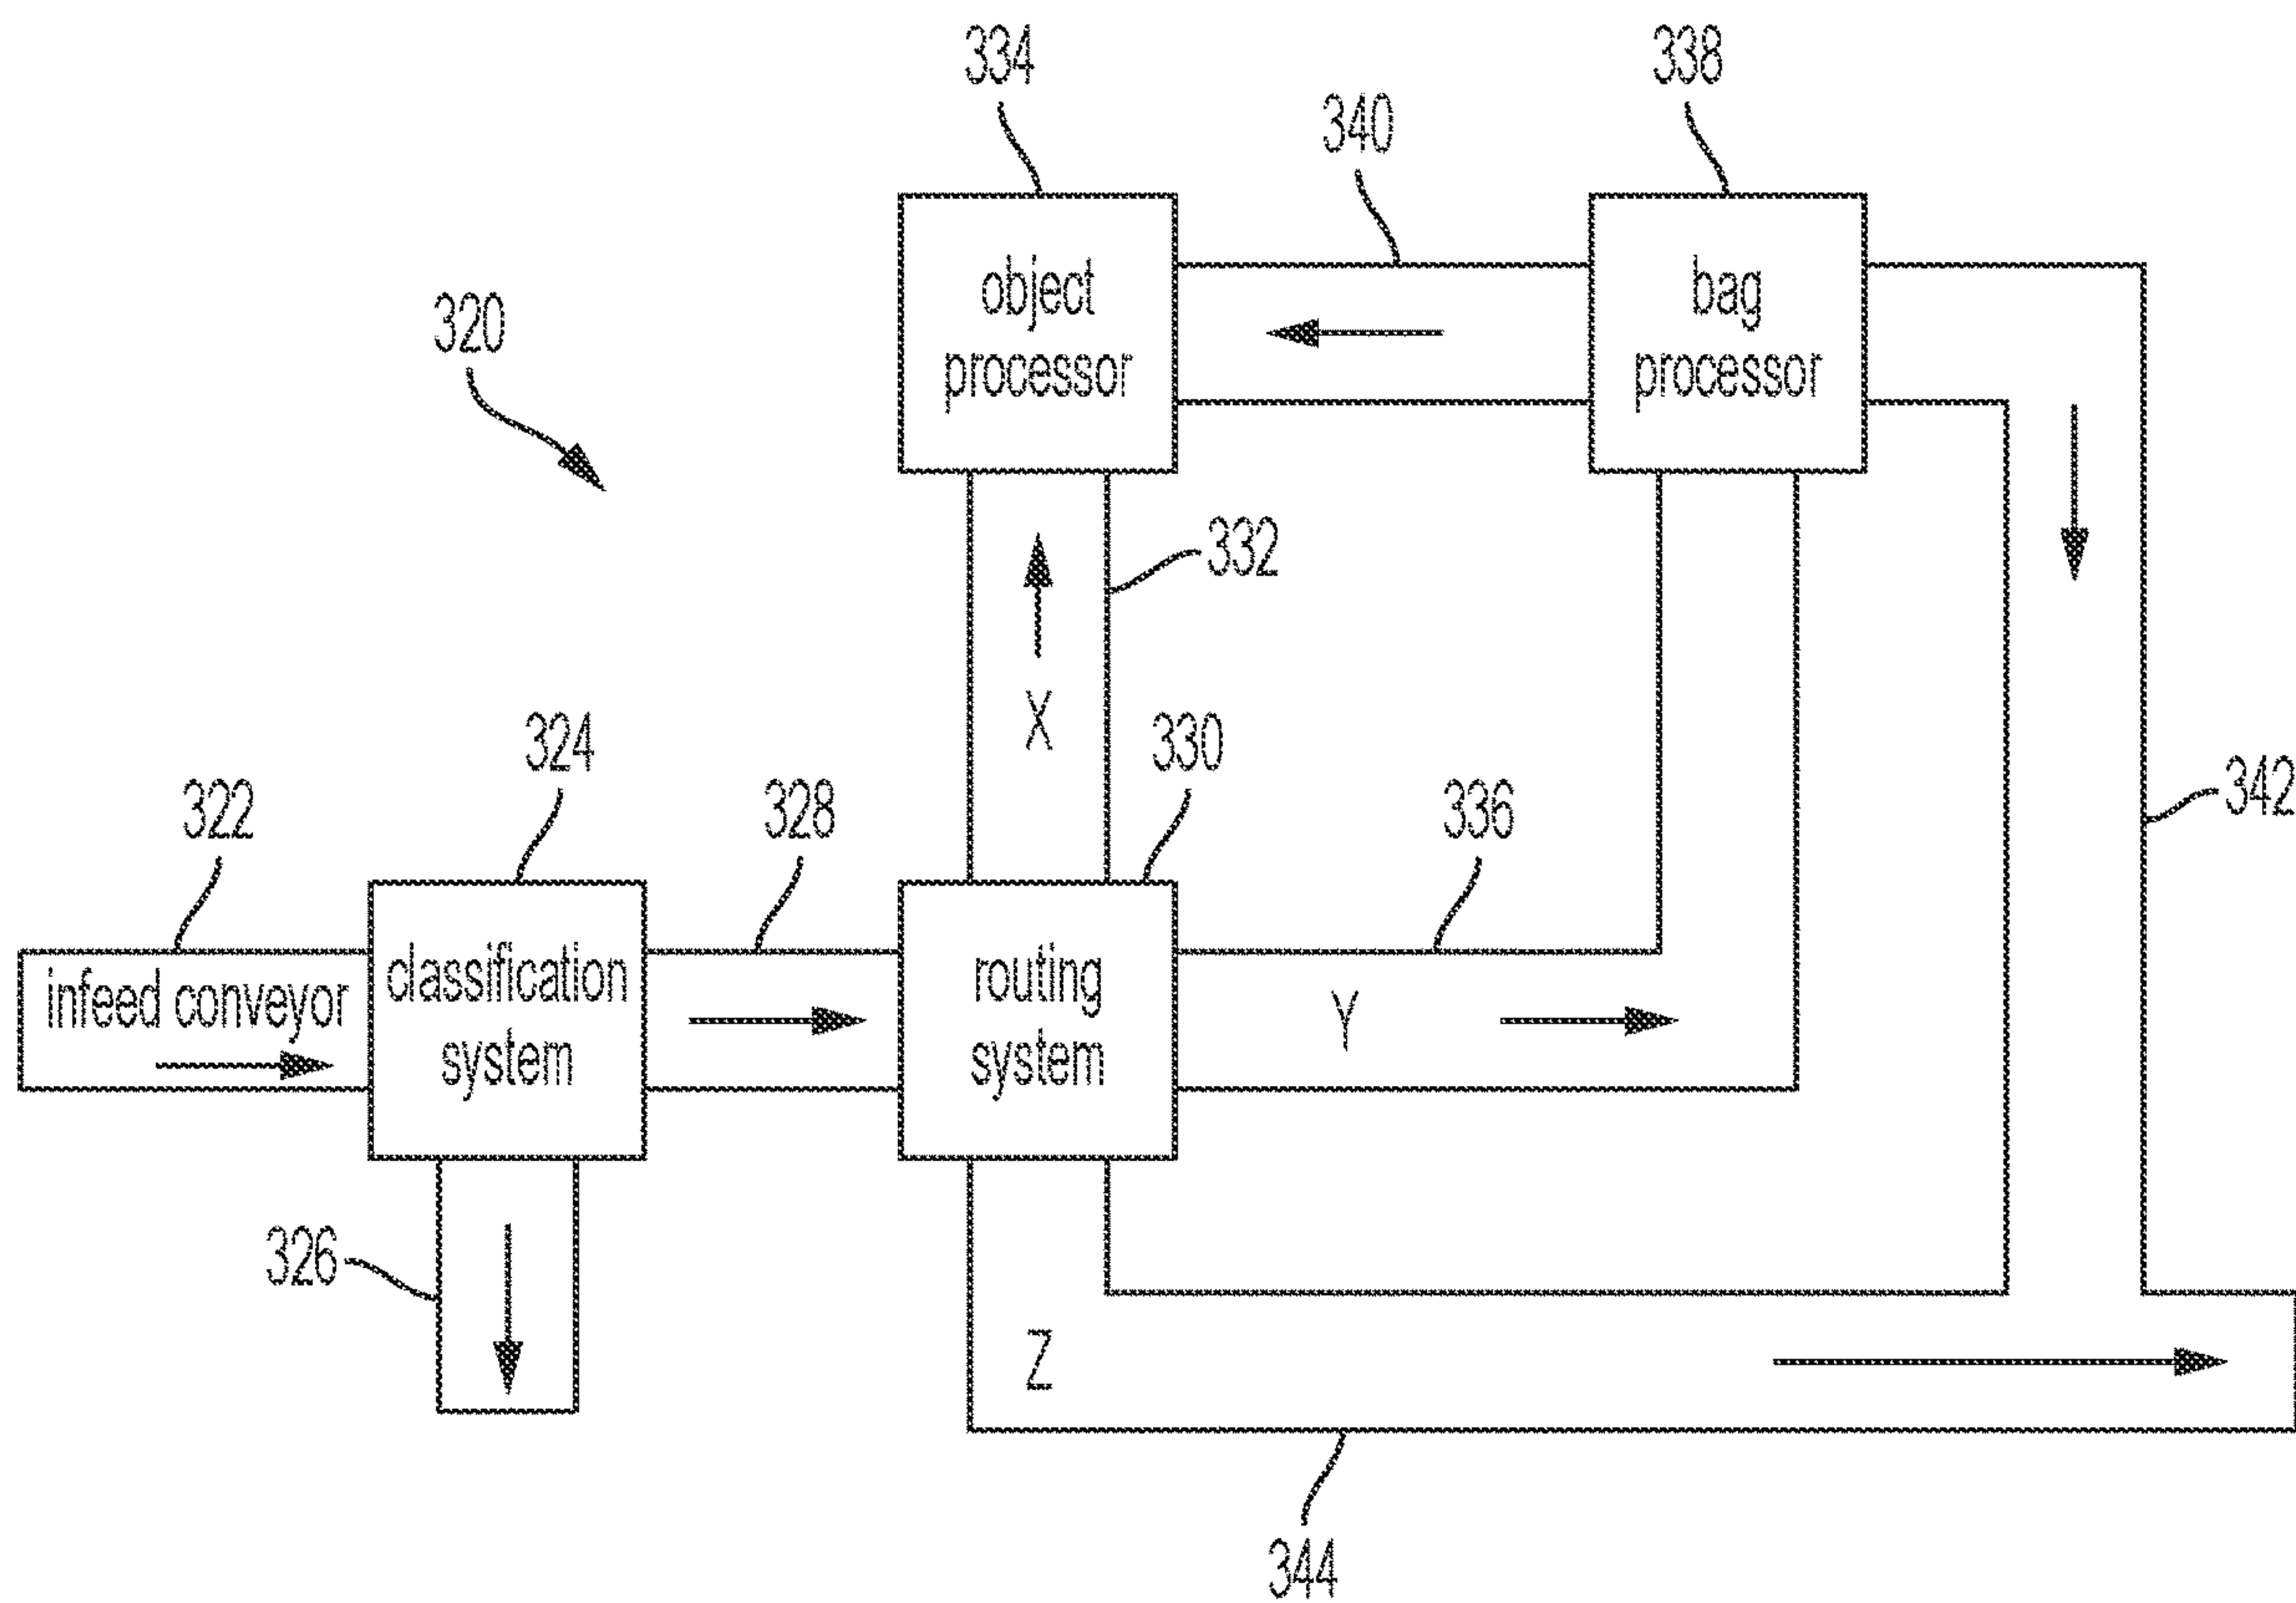 334
338
340
object
processor
bag
processor
320
332
X
324
330
322
328
336
342
infeed conveyor
classification
system
routing
system
Y
326
Z
344